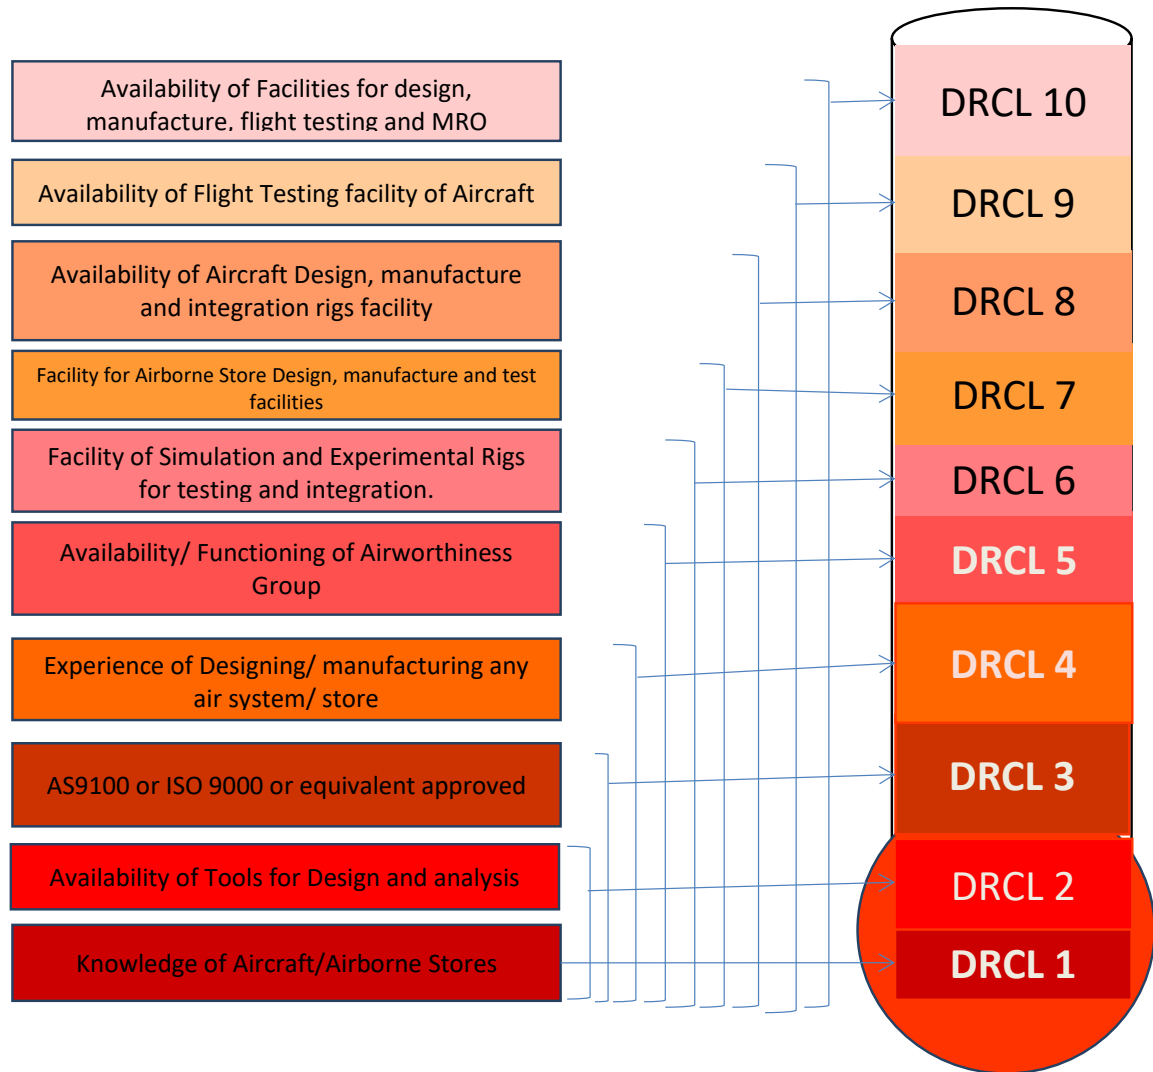 Availability of Facilities for design,
manufacture, flight testing and MRO
DRCL 10
Availability of Flight Testing facility of Aircraft
DRCL 9
Availability of Aircraft Design, manufacture
and integration rigs facility
DRCL 8
Facility for Airborne Store Design, manufacture and test
facilities
DRCL 7
Facility of Simulation and Experimental Rigs
for testing and integration.
DRCL 6
Availability/ Functioning of Airworthiness
Group
DRCL 5
Experience of Designing/ manufacturing any
air system/ store
DRCL 4
AS9100 or ISO 9000 or equivalent approved
DRCL 3
Availability of Tools for Design and analysis
DRCL 2
Knowledge of Aircraft/Airborne Stores
DRCL 1